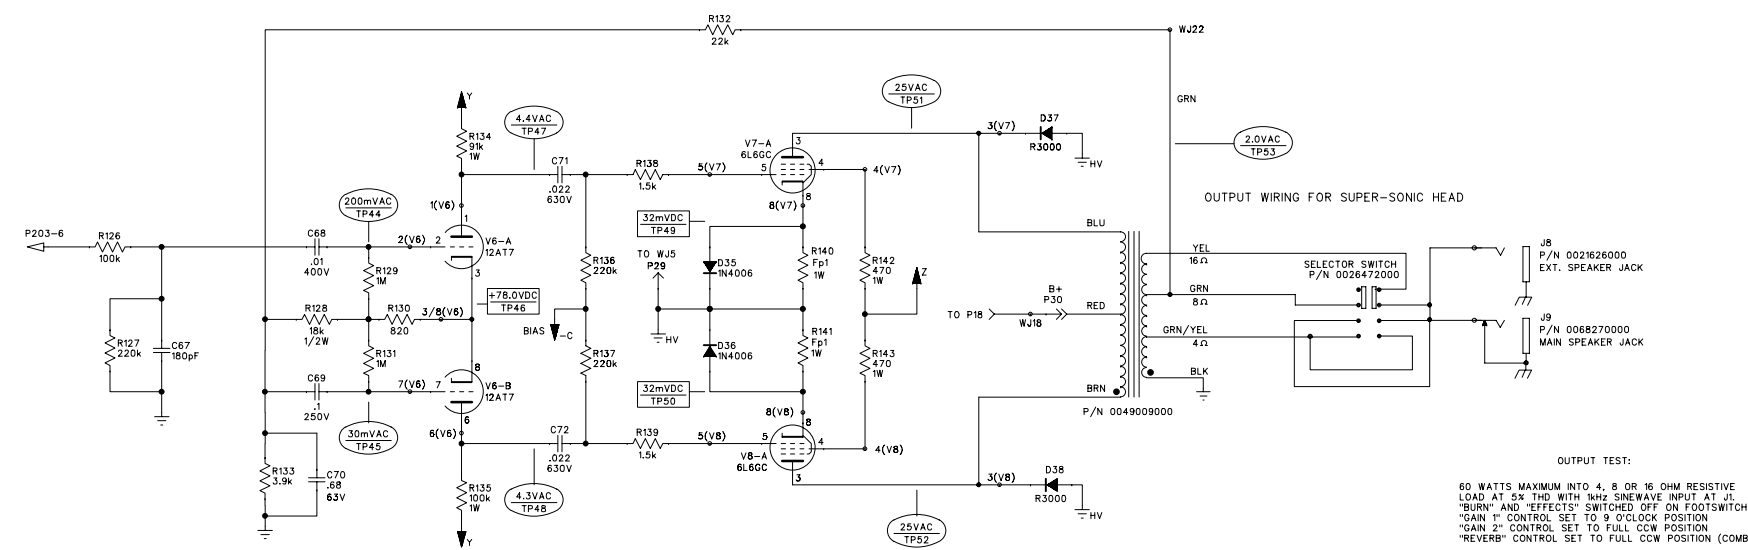 R132
22k
WJ22
GRN
Y
4.4VAC
TP47
25VAC
TP51
D37
R3000
HV
3(V7)
2.0VAC
TP53
R134
91k
1W
C71
.022
630V
R138
1.5k
5(V7)
V7-A
6L6GC
3
5
4
8
4(V7)
8(V7)
200mVAC
TP44
1(V6)
1
OUTPUT WIRING FOR SUPER-SONIC HEAD
P203-6
R126
100k
C68
.01
400V
2(V6)
2
V6-A
12AT7
3
32mVDC
TP49
TO WJ5
P29
D35
1N4006
R140
Fp1
1W
R142
470
1W
Z
R136
220k
R129
1M
+78.0VDC
TP46
R128
18k
1/2W
R130
820
3/8(V6)
BIAS
-C
HV
BLU
YEL
16Ω
SELECTOR SWITCH
P/N 0026472000
J8
P/N 0021626000
EXT. SPEAKER JACK
GRN
8Ω
B+
P30
RED
TO P18
WJ18
J9
P/N 0068270000
MAIN SPEAKER JACK
GRN/YEL
4Ω
BLK
BRN
P/N 0049009000
R127
220k
C67
180pF
R131
1M
R137
220k
D36
1N4006
R141
Fp1
1W
R143
470
1W
C69
.1
250V
7(V6)
7
8
V6-B
12AT7
6
32mVDC
TP50
8(V8)
8
30mVAC
TP45
6(V6)
C72
.022
630V
R139
1.5k
5(V8)
5
4
4(V8)
V8-A
6L6GC
3
R133
3.9k
C70
.68
63V
R135
100k
1W
Y
4.3VAC
TP48
3(V8)
D38
R3000
HV
25VAC
TP52
OUTPUT TEST:
60 WATTS MAXIMUM INTO 4, 8 OR 16 OHM RESISTIVE
LOAD AT 5% THD WITH 1kHz SINEWAVE INPUT AT J1.
"BURN" AND "EFFECTS" SWITCHED OFF ON FOOTSWITCH
"GAIN 1" CONTROL SET TO 9 O'CLOCK POSITION
"GAIN 2" CONTROL SET TO FULL CCW POSITION
"REVERB" CONTROL SET TO FULL CCW POSITION (COMB